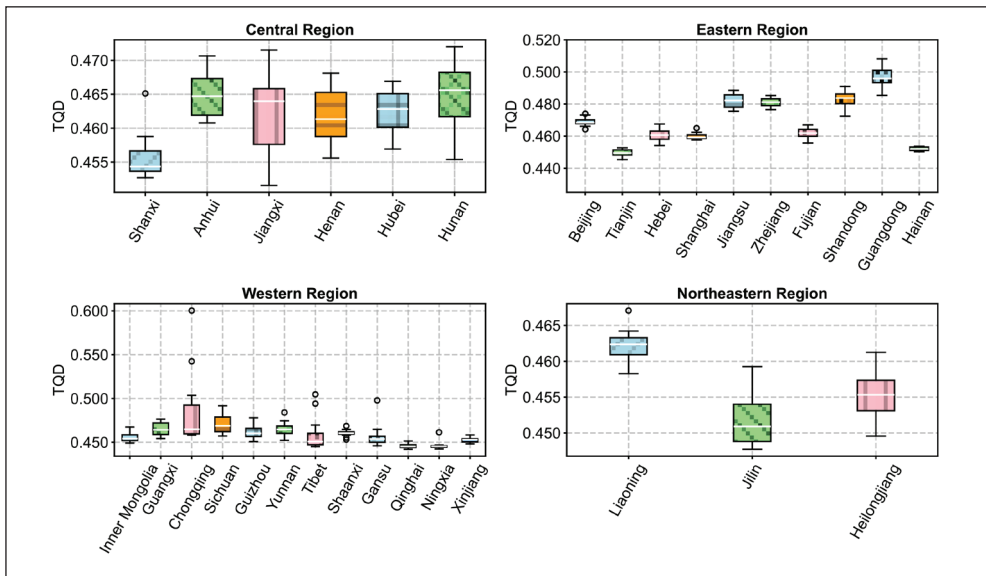 Central Region
TQD
0.470
0.465
0.460
0.455
Shanxi
Anhui
Jiangxi
Henan
Hubei
Hunan
Eastern Region
TQD
0.520
0.500
0.480
0.460
0.440
Beijing
Tianjin
Hebei
Shanghai
Jiangsu
Zhejiang
Fujian
Shandong
Guangdong
Hainan
Western Region
TQD
0.600
0.550
0.500
0.450
Inner Mongolia
Guangxi
Chongqing
Sichuan
Guizhou
Yunnan
Tibet
Shaanxi
Gansu
Qinghai
Ningxia
Xinjiang
Northeastern Region
TQD
0.465
0.460
0.455
0.450
Liaoning
Jilin
Heilongjiang